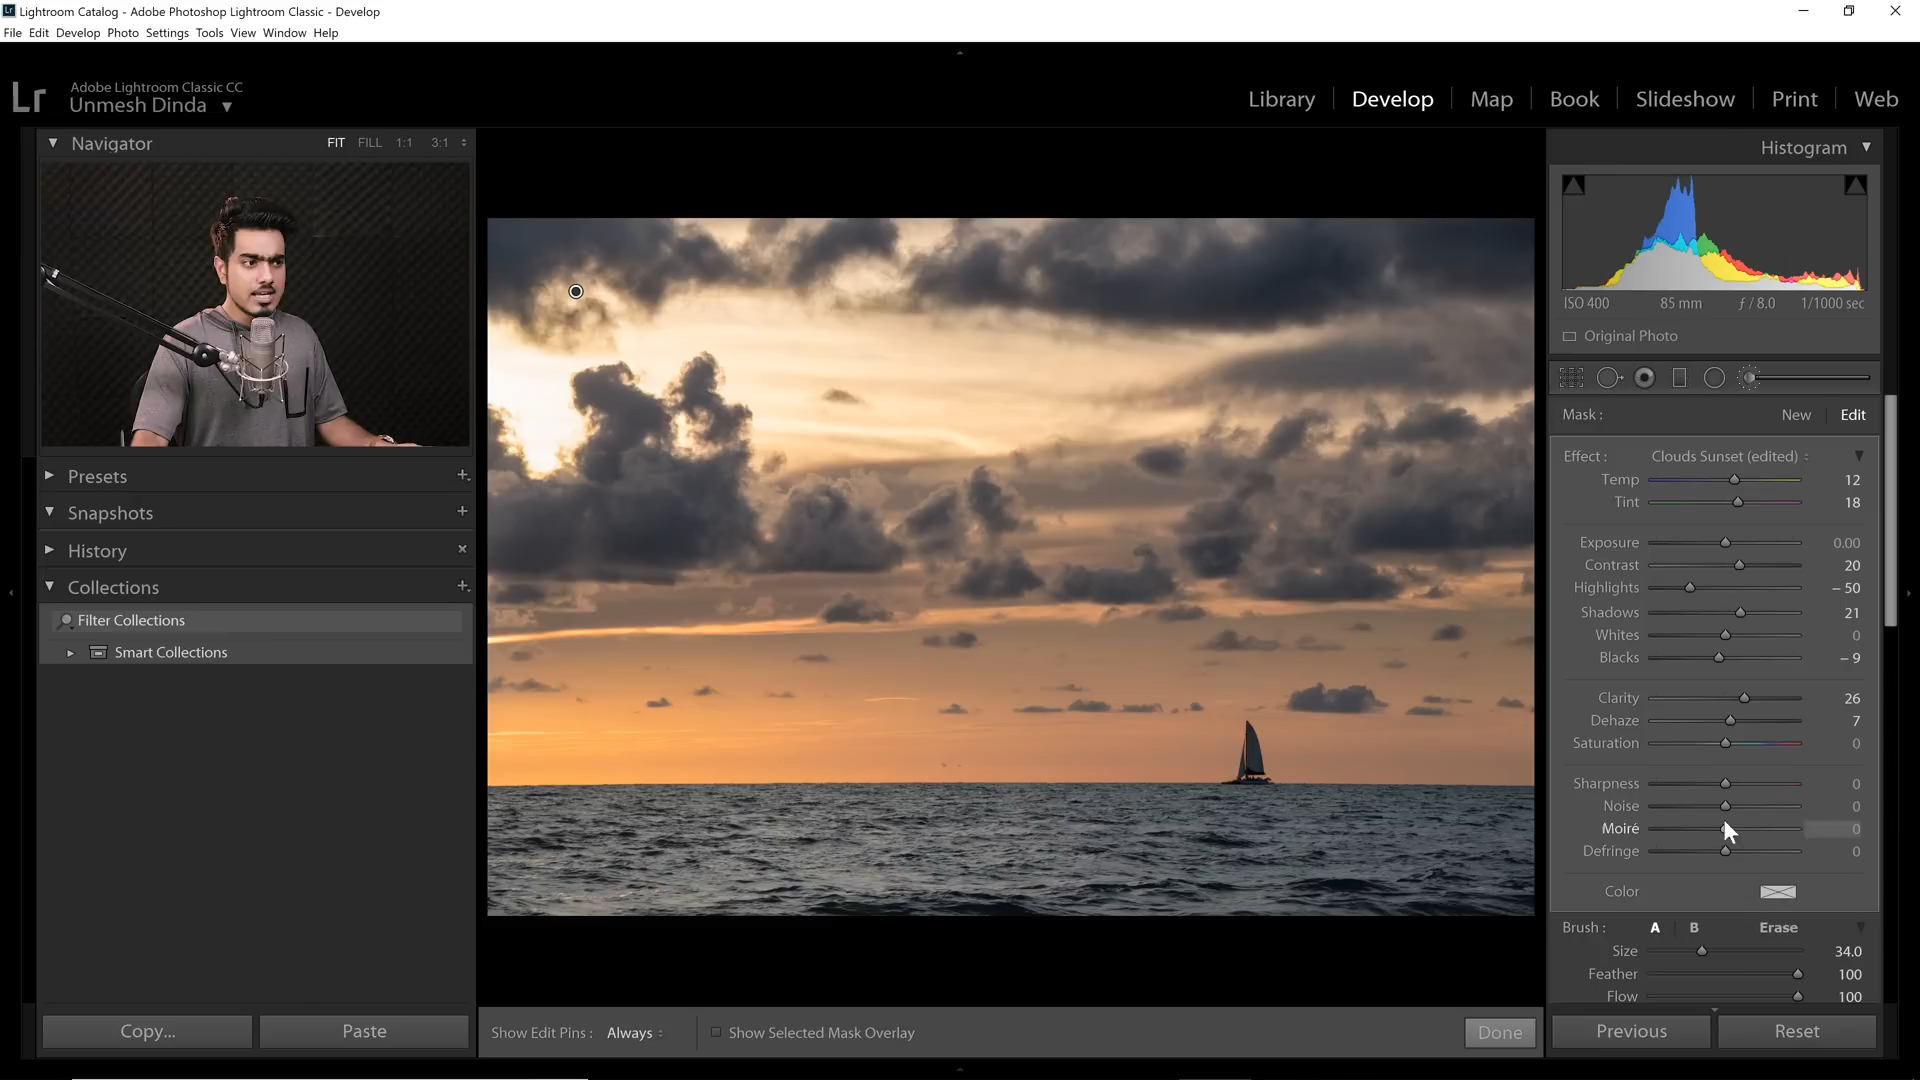 Lightroom Catalog - Adobe Photoshop Lightroom Classic - Develop
File Edit Develop Photo Settings Tools View Window Help
Lr
Adobe Lightroom Classic CC
Unmesh Dinda
Library Develop Map Book Slideshow Print Web
Navigator FIT FILL 1:1 3:1
Presets
Snapshots
History
Collections
Filter Collections
Smart Collections
Copy... Paste
Show Edit Pins : Always Show Selected Mask Overlay Done
Histogram
ISO 400 85 mm ƒ / 8.0 1/1000 sec
Original Photo
Mask : New Edit
Effect : Clouds Sunset (edited)
Temp 12
Tint 18
Exposure 0.00
Contrast 20
Highlights – 50
Shadows 21
Whites 0
Blacks – 9
Clarity 26
Dehaze 7
Saturation 0
Sharpness 0
Noise 0
Moiré 0
Defringe 0
Color
Brush : A B Erase
Size 34.0
Feather 100
Flow 100
Previous Reset